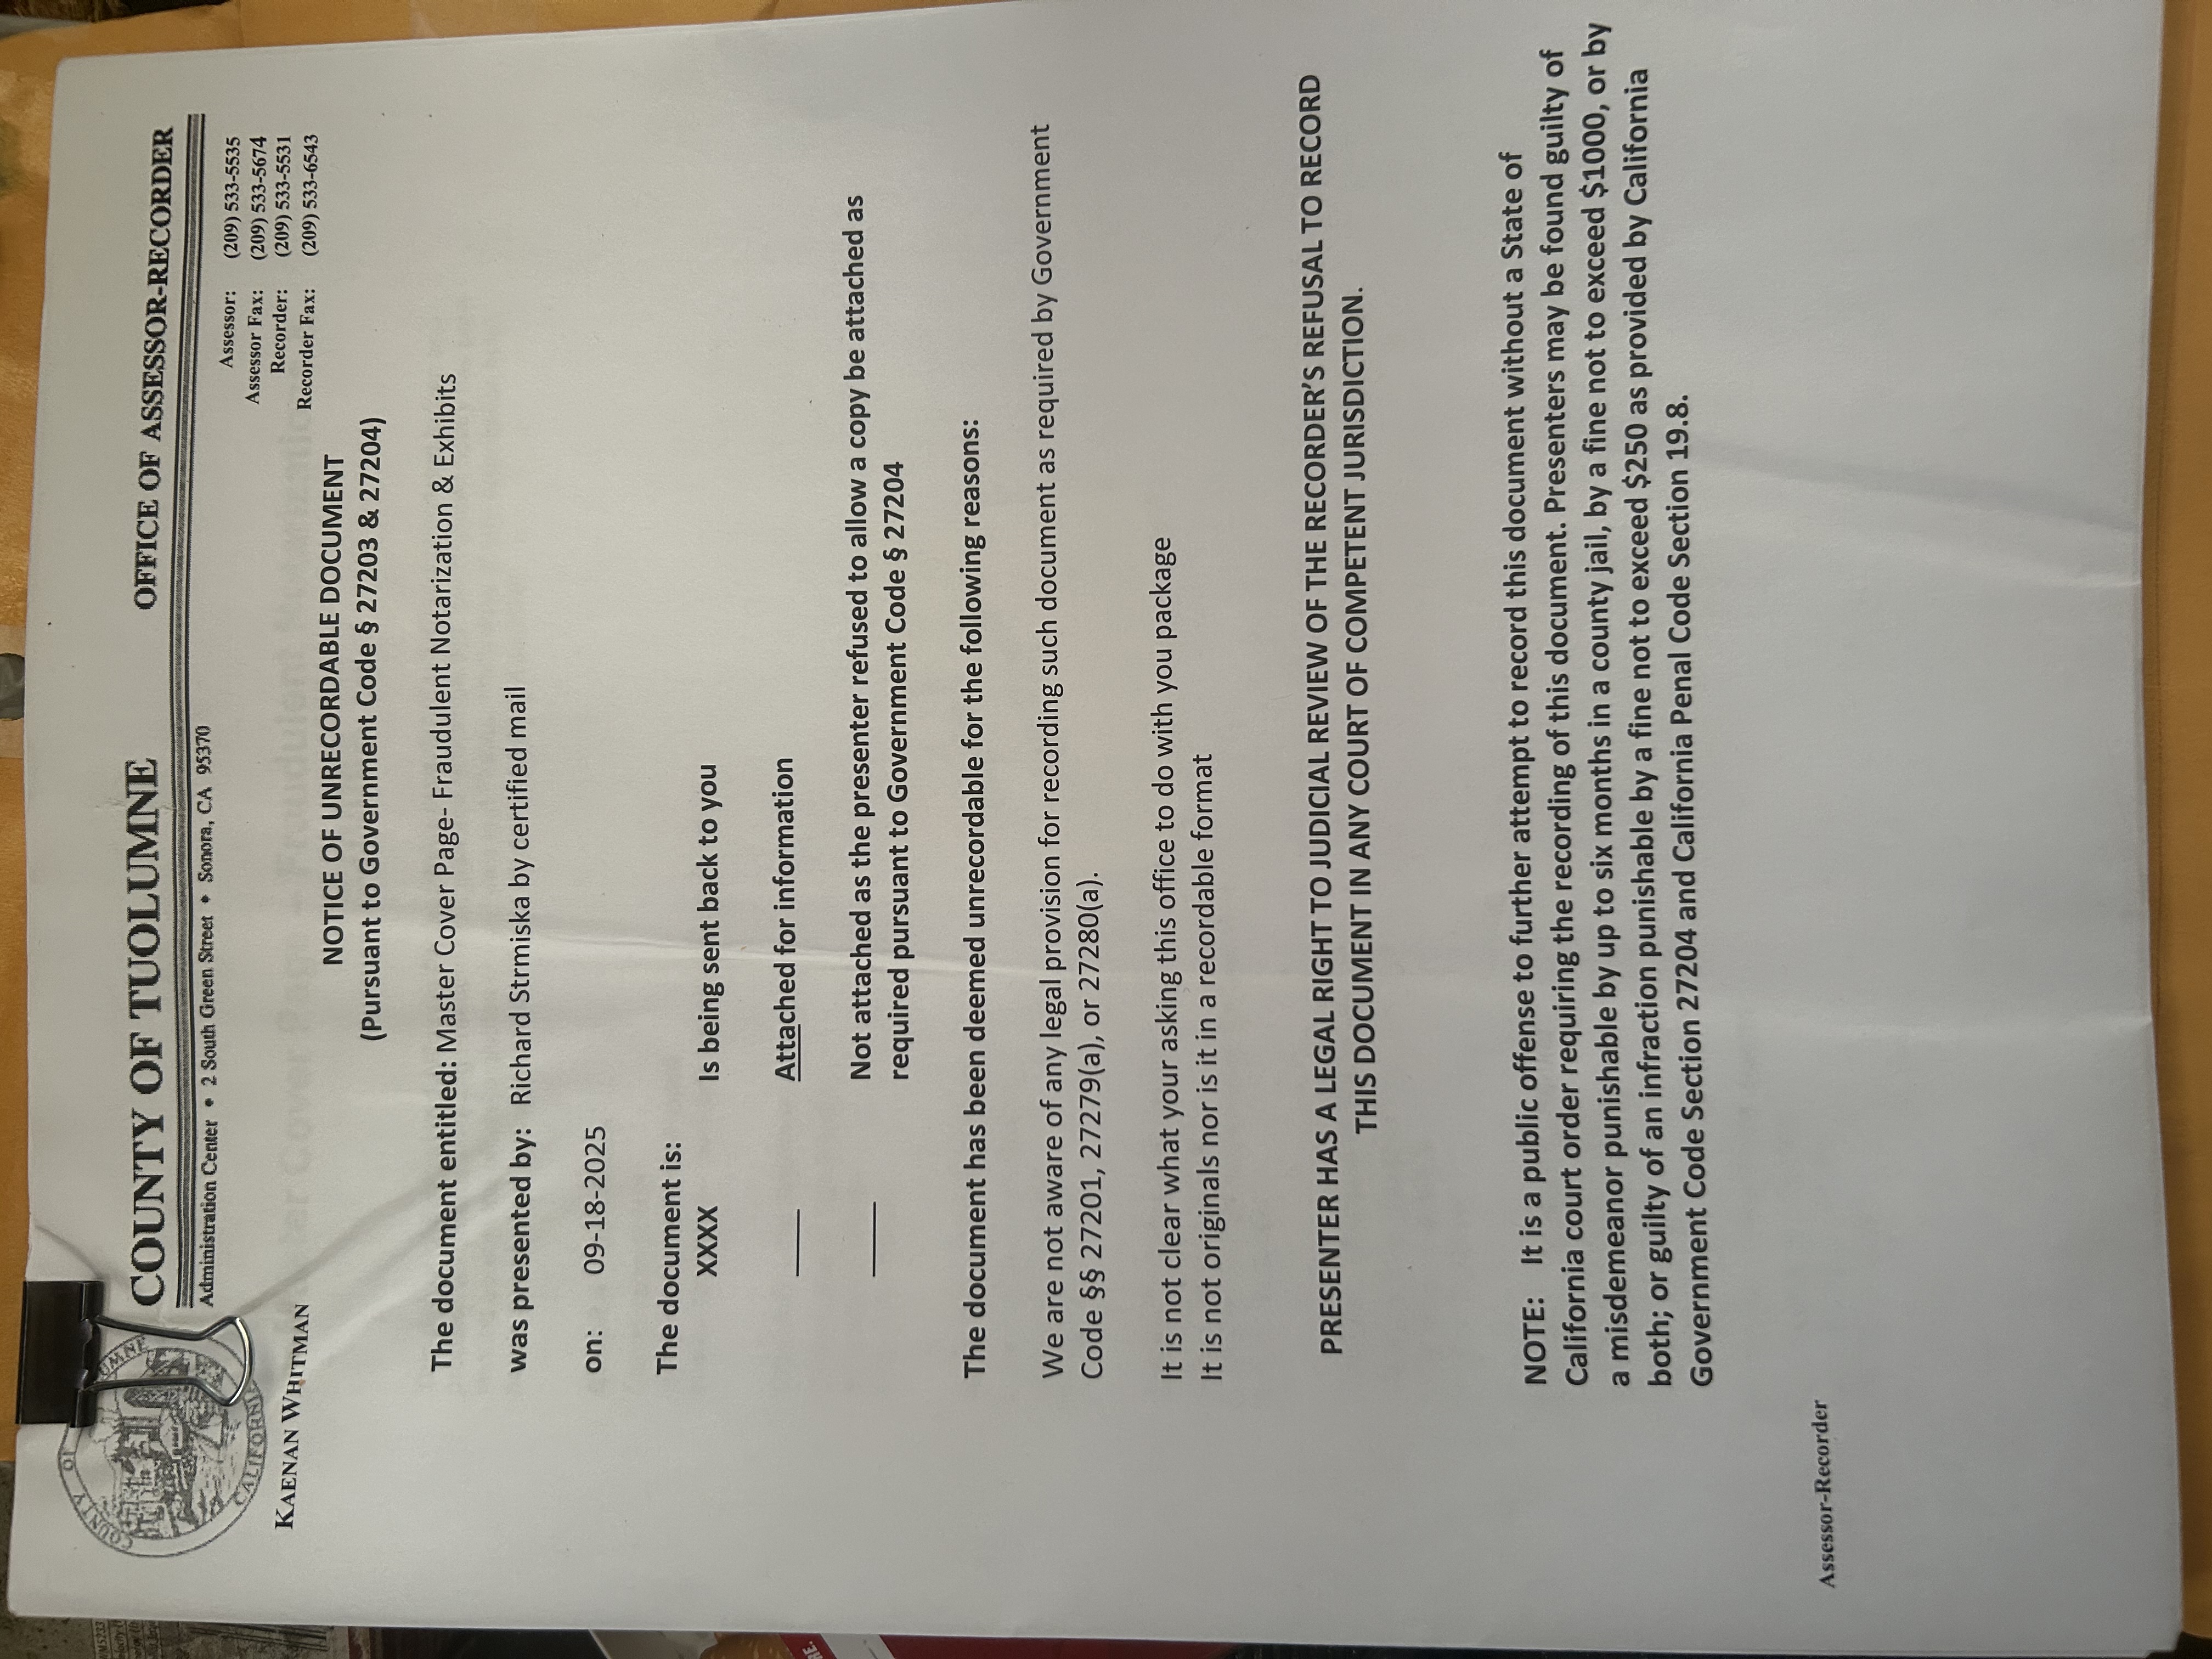 COUNTY OF TUOLUMNE
OFFICE OF ASSESSOR-RECORDER
Administration Center • 2 South Green Street • Sonora, CA 95370
Assessor: (209) 533-5535
Assessor Fax: (209) 533-5674
Recorder: (209) 533-5531
Recorder Fax: (209) 533-6543
COUNTY OF
CALIFORNIA
KAENAN WHITMAN
NOTICE OF UNRECORDABLE DOCUMENT
(Pursuant to Government Code § 27203 & 27204)
The document entitled: Master Cover Page- Fraudulent Notarization & Exhibits
was presented by: Richard Strmiska by certified mail
on: 09-18-2025
The document is:
XXXX Is being sent back to you
____ Attached for information
____ Not attached as the presenter refused to allow a copy be attached as
required pursuant to Government Code § 27204
The document has been deemed unrecordable for the following reasons:
We are not aware of any legal provision for recording such document as required by Government
Code §§ 27201, 27279(a), or 27280(a).
It is not clear what your asking this office to do with you package
It is not originals nor is it in a recordable format
PRESENTER HAS A LEGAL RIGHT TO JUDICIAL REVIEW OF THE RECORDER'S REFUSAL TO RECORD
THIS DOCUMENT IN ANY COURT OF COMPETENT JURISDICTION.
NOTE: It is a public offense to further attempt to record this document without a State of
California court order requiring the recording of this document. Presenters may be found guilty of
a misdemeanor punishable by up to six months in a county jail, by a fine not to exceed $1000, or by
both; or guilty of an infraction punishable by a fine not to exceed $250 as provided by California
Government Code Section 27204 and California Penal Code Section 19.8.
Assessor-Recorder